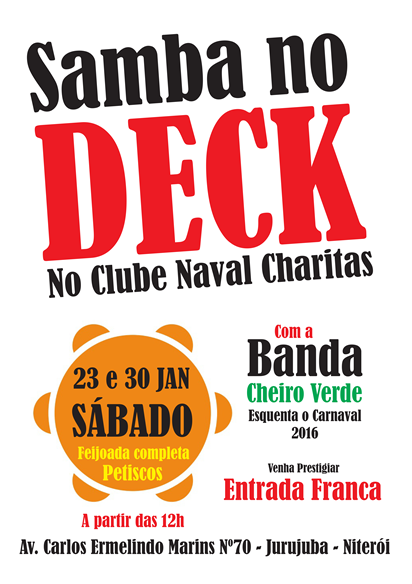 Samba no
DECK
No Clube Naval Charitas
23 e 30 JAN
SÁBADO
Feijoada completa
Petiscos
A partir das 12h
Com a
Banda
Cheiro Verde
Esquenta o Carnaval
2016
Venha Prestigiar
Entrada Franca
Av. Carlos Ermelindo Marins Nº70 - Jurujuba - Niterói